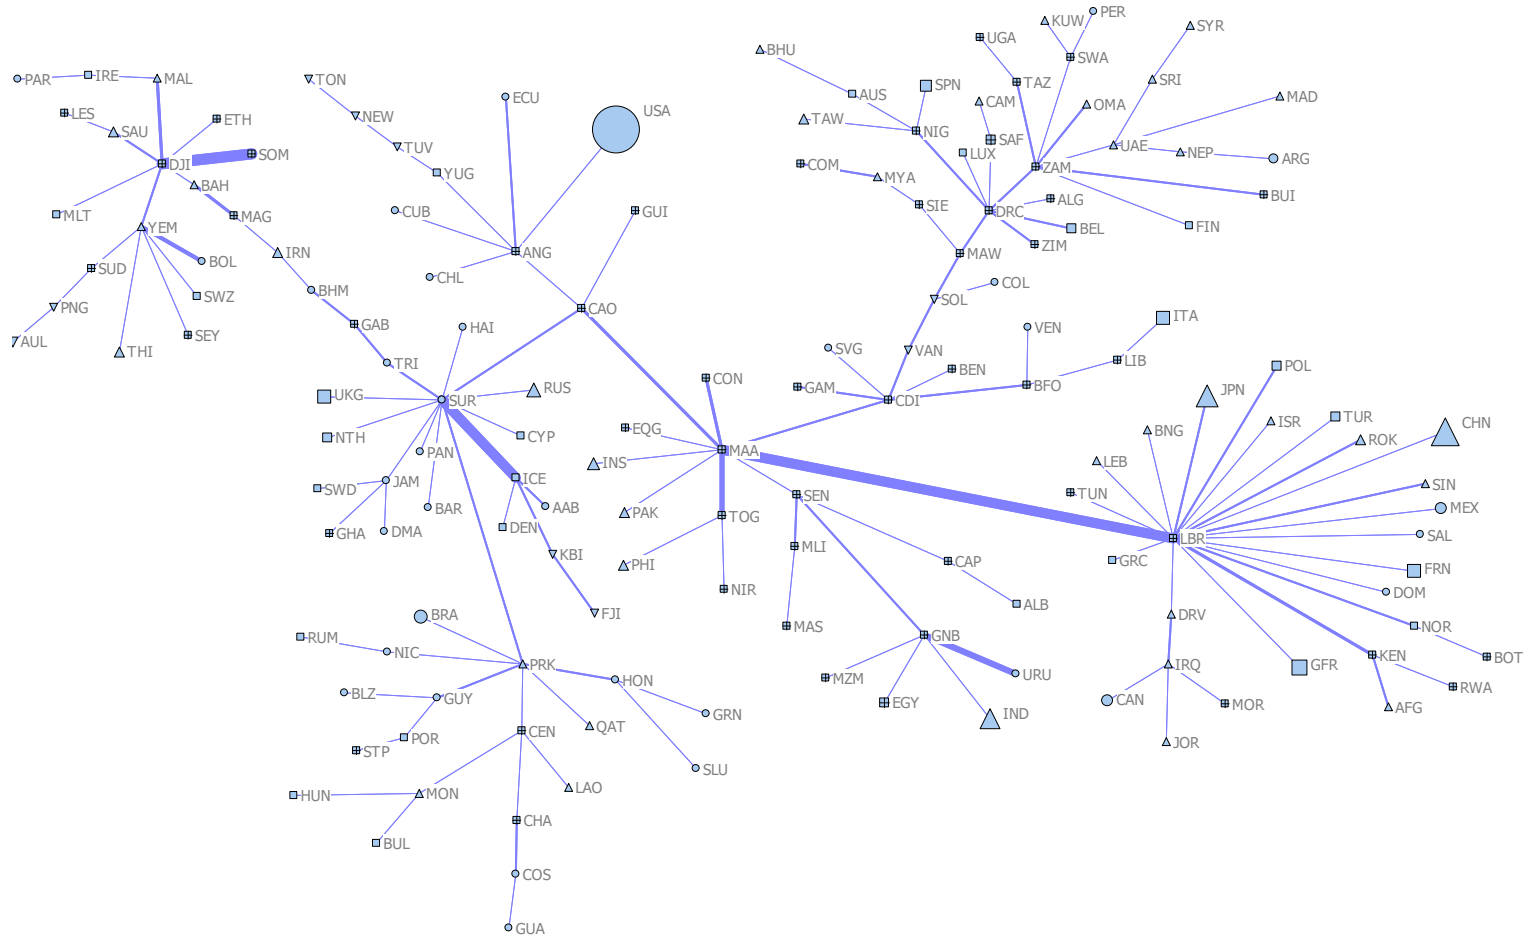 PER
KUW
SYR
UGA
BHU
SWA
PAR
IRE
MAL
TON
SRI
TAZ
SPN
AUS
ECU
MAD
CAM
OMA
USA
LES
ETH
NEW
TAW
SAU
NIG
SAF
UAE
TUV
SOM
LUX
NEP
ARG
DJI
COM
ZAM
YUG
MYA
BAH
BUI
ALG
SIE
CUB
GUI
DRC
MLT
MAG
FIN
YEM
BEL
ZIM
ANG
IRN
MAW
BOL
SUD
CHL
COL
BHM
SWZ
SOL
PNG
CAO
ITA
GAB
HAI
VEN
SEY
AUL
SVG
VAN
THI
LIB
TRI
POL
BEN
CON
GAM
BFO
RUS
JPN
UKG
SUR
CDI
TUR
ISR
CHN
EQG
BNG
CYP
NTH
ROK
PAN
MAA
LEB
INS
ICE
JAM
SIN
SWD
TUN
SEN
BAR
AAB
MEX
PAK
TOG
DEN
GHA
DMA
SAL
LBR
MLI
KBI
GRC
CAP
PHI
FRN
NIR
DOM
ALB
FJI
BRA
DRV
MAS
NOR
RUM
GNB
NIC
KEN
BOT
PRK
IRQ
GFR
URU
MZM
HON
RWA
BLZ
GUY
CAN
EGY
MOR
AFG
GRN
IND
QAT
CEN
POR
STP
JOR
SLU
LAO
HUN
MON
CHA
BUL
COS
GUA